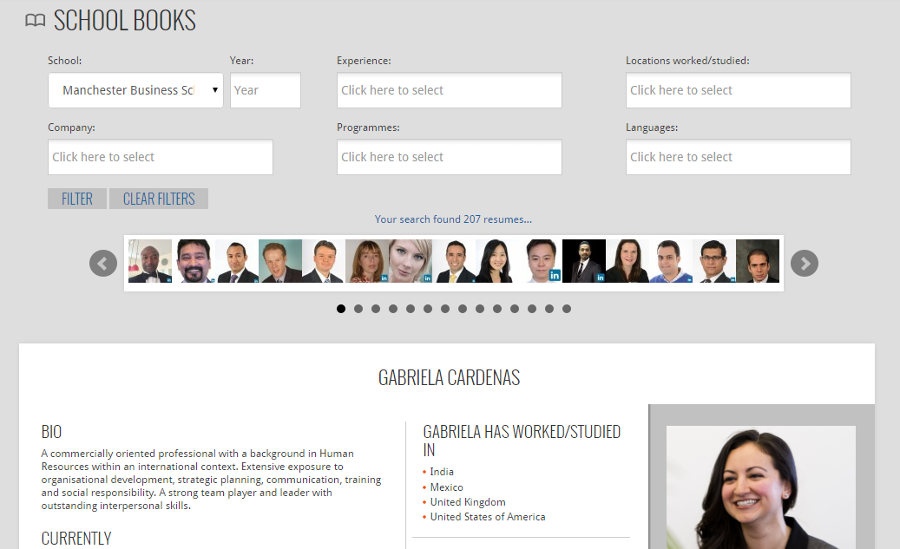 SCHOOL BOOKS
School: Year: Experience: Locations worked/studied:
Manchester Business Sc Year Click here to select Click here to select
Company: Programmes: Languages:
Click here to select Click here to select Click here to select
FILTER CLEAR FILTERS
Your search found 207 resumes...
in
GABRIELA CARDENAS
BIO
A commercially oriented professional with a background in Human
Resources within an international context. Extensive exposure to
organisational development, strategic planning, communication, training
and social responsibility. A strong team player and leader with
outstanding interpersonal skills.
CURRENTLY
GABRIELA HAS WORKED/STUDIED
IN
India
Mexico
United Kingdom
United States of America